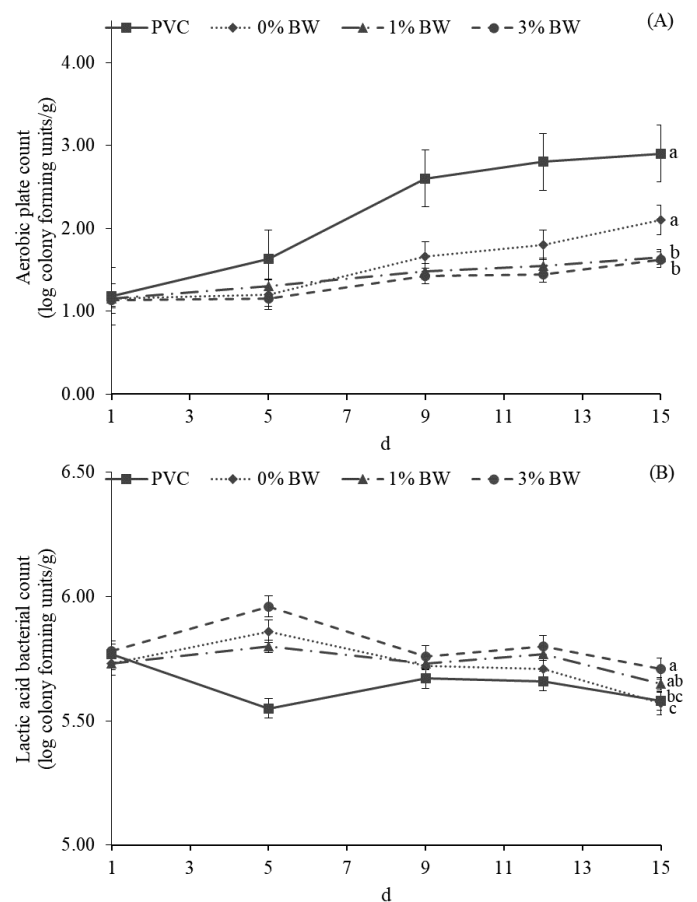 (A)
PVC 0% BW 1% BW 3% BW
4.00
3.00
2.00
1.00
0.00
Aerobic plate count
(log colony forming units/g)
a
a
b
b
1 3 5 7 9 11 13 15
d
6.50
(B)
PVC 0% BW 1% BW 3% BW
6.00
5.50
5.00
Lactic acid bacterial count
(log colony forming units/g)
a
ab
bc
c
1 3 5 7 9 11 13 15
d